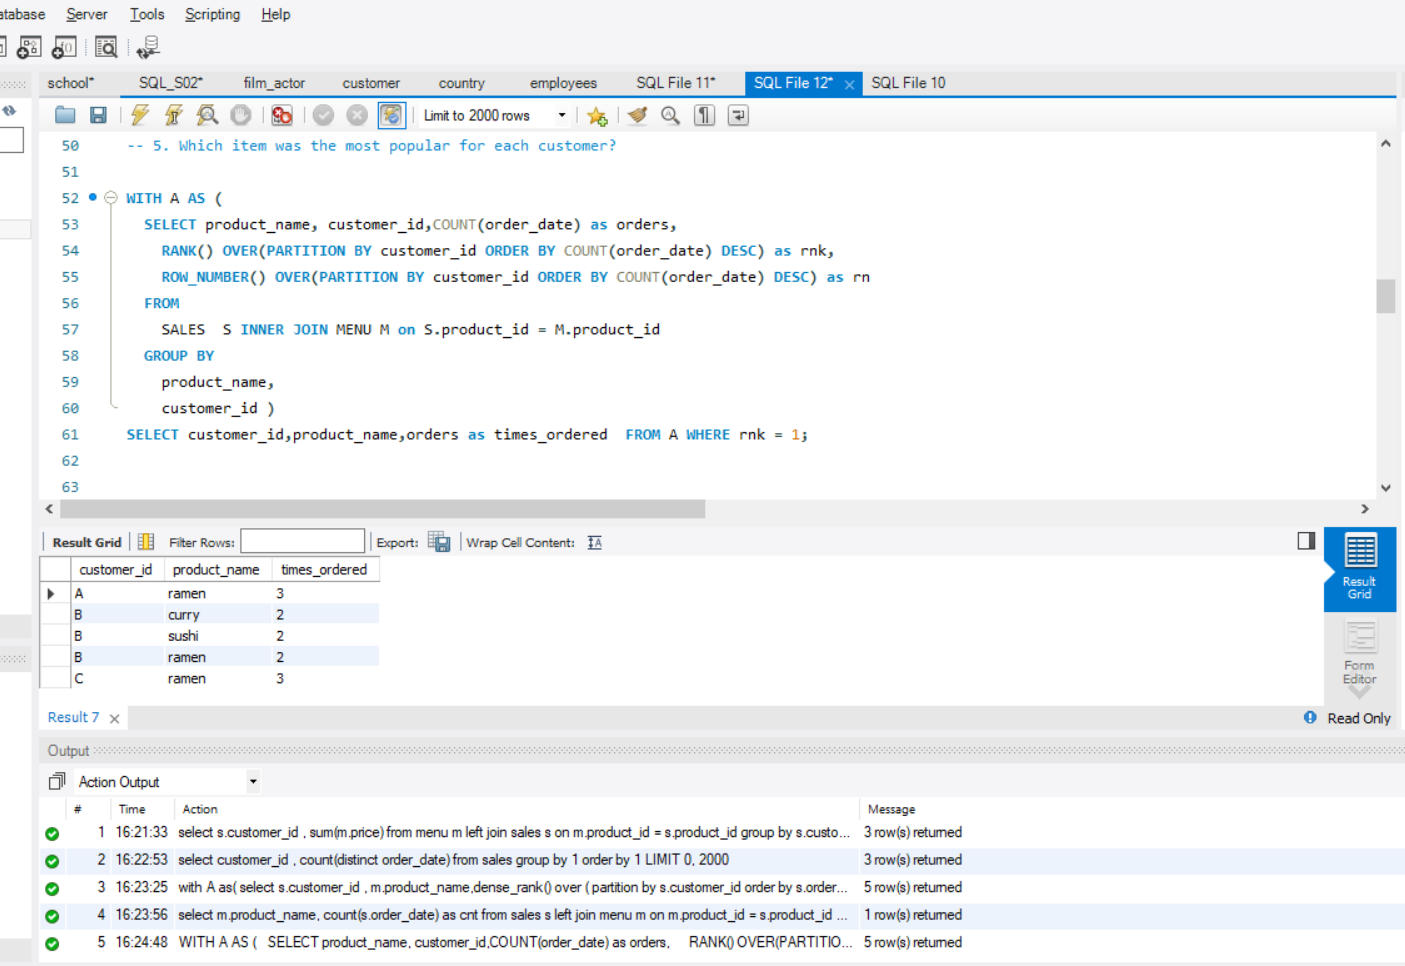 atabase Server Tools Scripting Help
school* SQL_S02* film_actor customer country employees SQL File 11* SQL File 12* × SQL File 10
Limit to 2000 rows
50 -- 5. Which item was the most popular for each customer?
51
52 WITH A AS (
53 SELECT product_name, customer_id,COUNT(order_date) as orders,
54 RANK() OVER(PARTITION BY customer_id ORDER BY COUNT(order_date) DESC) as rnk,
55 ROW_NUMBER() OVER(PARTITION BY customer_id ORDER BY COUNT(order_date) DESC) as rn
56 FROM
57 SALES  S INNER JOIN MENU M on S.product_id = M.product_id
58 GROUP BY
59 product_name,
60 customer_id )
61 SELECT customer_id,product_name,orders as times_ordered  FROM A WHERE rnk = 1;
62
63
Result Grid Filter Rows: Export: Wrap Cell Content:
customer_id product_name times_ordered
A ramen 3
B curry 2
B sushi 2
B ramen 2
C ramen 3
Result Grid
Form Editor
Result 7 × Read Only
Output
Action Output
# Time Action Message
1 16:21:33 select s.customer_id , sum(m.price) from menu m left join sales s on m.product_id = s.product_id group by s.custo... 3 row(s) returned
2 16:22:53 select customer_id , count(distinct order_date) from sales group by 1 order by 1 LIMIT 0, 2000 3 row(s) returned
3 16:23:25 with A as( select s.customer_id , m.product_name,dense_rank() over ( partition by s.customer_id order by s.order... 5 row(s) returned
4 16:23:56 select m.product_name, count(s.order_date) as cnt from sales s left join menu m on m.product_id = s.product_id ... 1 row(s) returned
5 16:24:48 WITH A AS ( SELECT product_name, customer_id,COUNT(order_date) as orders, RANK() OVER(PARTITIO... 5 row(s) returned